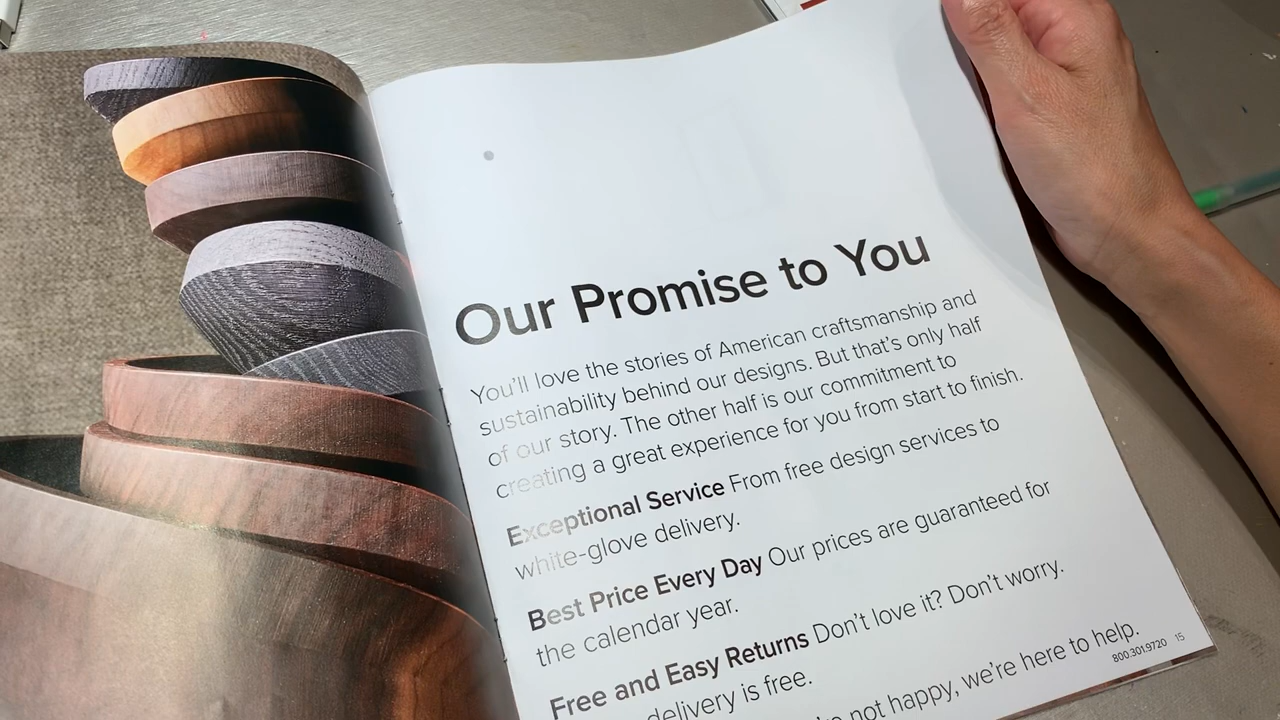 Our Promise to You
You'll love the stories of American craftsmanship and
sustainability behind our designs. But that's only half
of our story. The other half is our commitment to
creating a great experience for you from start to finish.
Exceptional Service From free design services to
white-glove delivery.
Best Price Every Day Our prices are guaranteed for
the calendar year.
Free and Easy Returns Don't love it? Don't worry.
delivery is free.
not happy, we're here to help.
800.301.9720 15